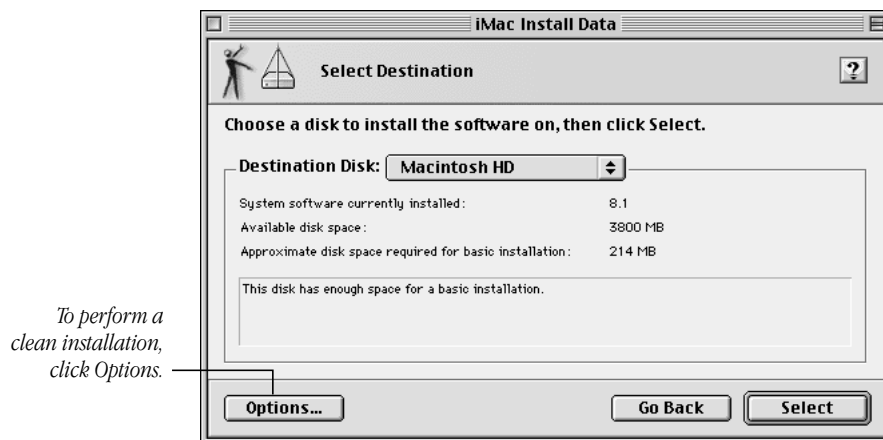 iMac Install Data
Select Destination
?
Choose a disk to install the software on, then click Select.
Destination Disk: Macintosh HD
System software currently installed: 8.1
Available disk space: 3800 MB
Approximate disk space required for basic installation: 214 MB
This disk has enough space for a basic installation.
To perform a
clean installation,
click Options.
Options... Go Back Select